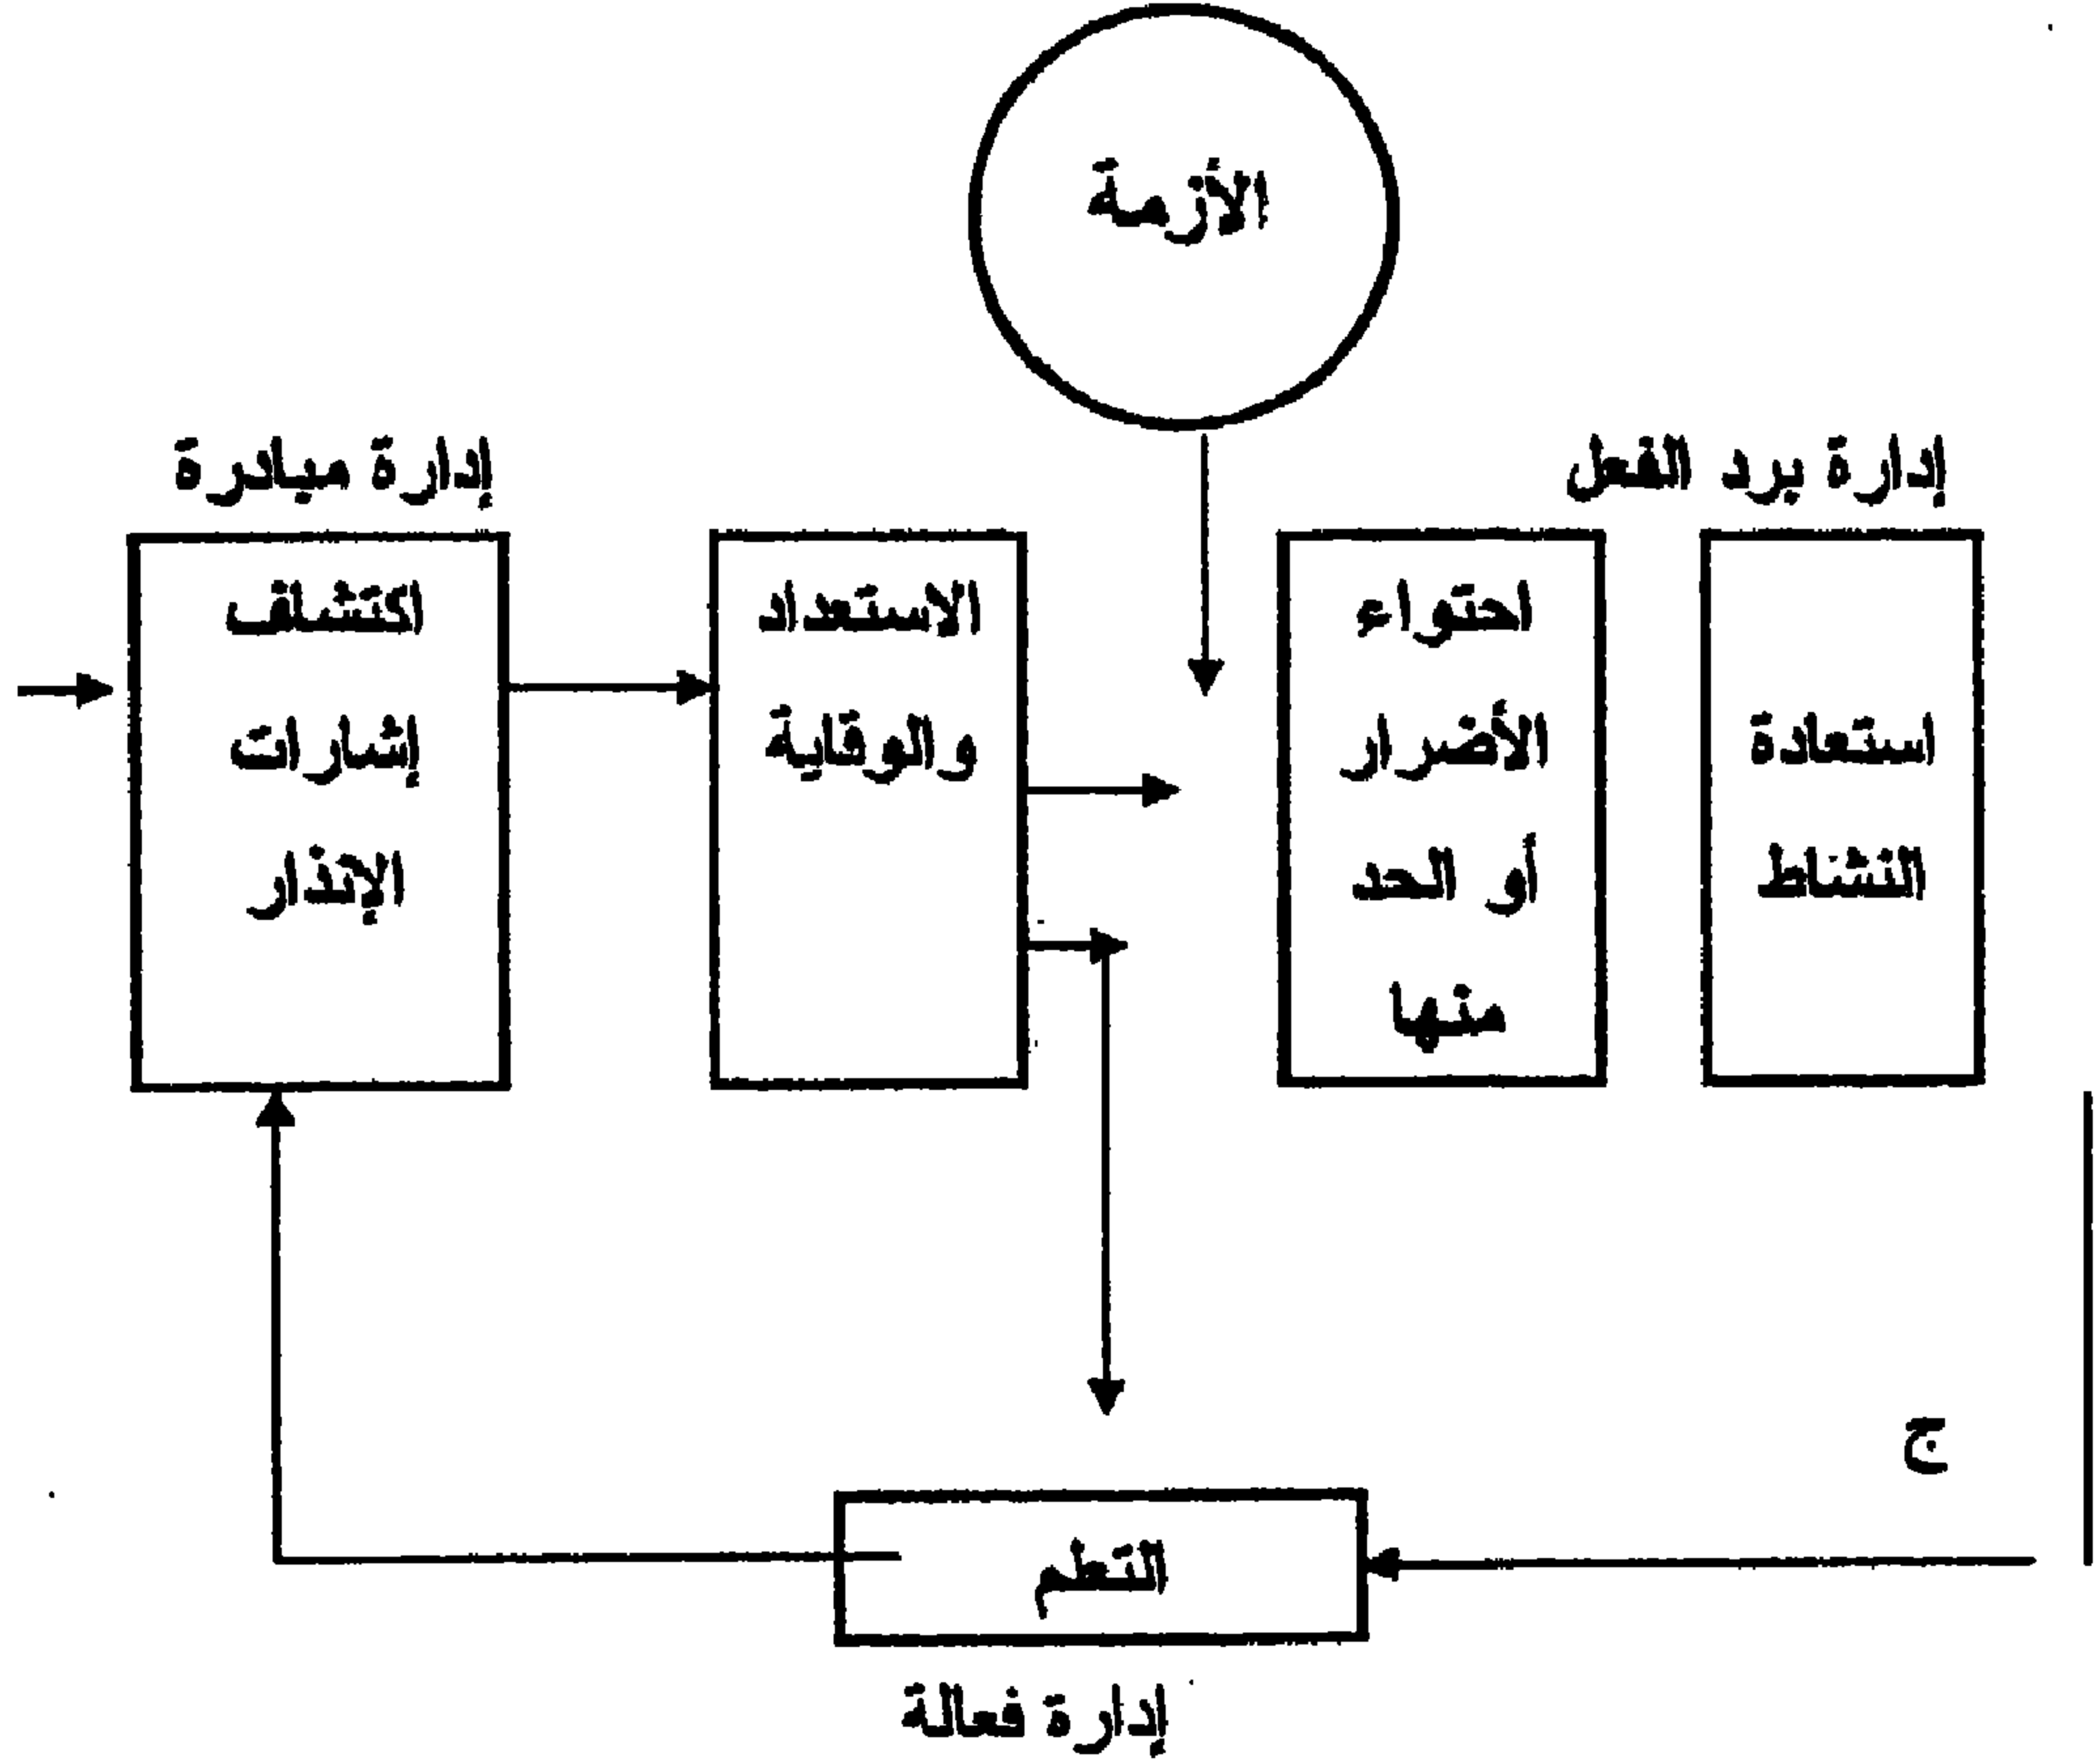 الأزمة
إدارة مبادرة
إدارة برد الفعل
اكتشاف
إشارات
الإنذار
الاستعداد
والوقاية
احتواء
الأضرار
أو الحد
منها
استعادة
النشاط
ج
التظم
إدارة فعالة